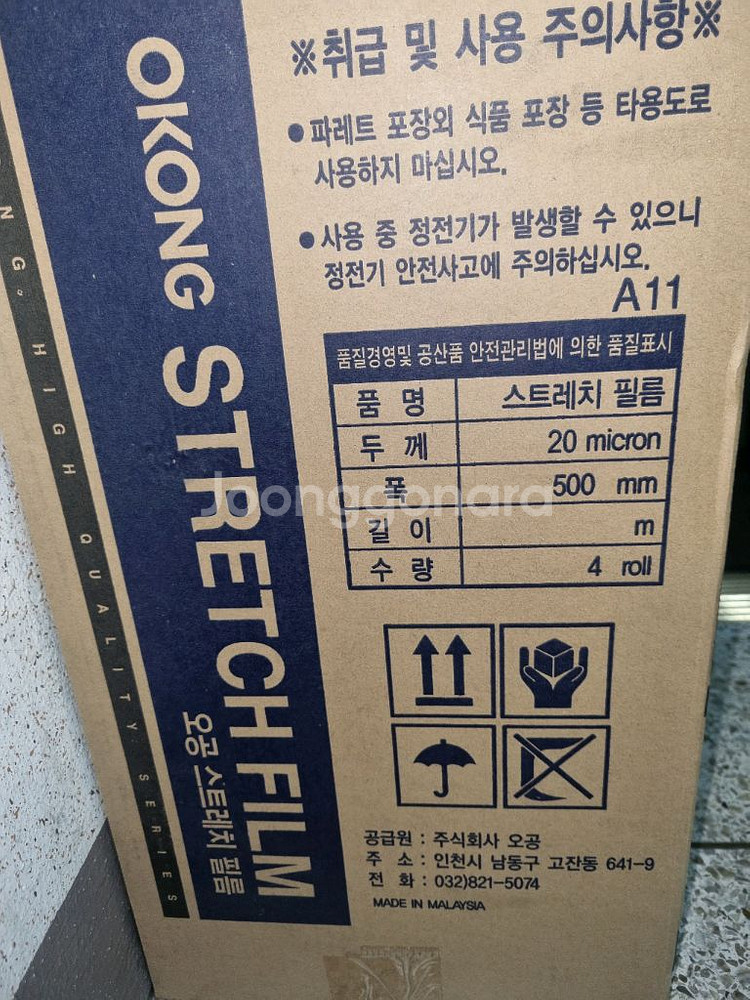 ※취급 및 사용 주의사항※
●파레트 포장외 식품 포장 등 타용도로
사용하지 마십시오.
●사용 중 정전기가 발생할 수 있으니
정전기 안전사고에 주의하십시오.
A11
품질경영및 공산품 안전관리법에 의한 품질표시
품 명 스트레치 필름
두 께 20 micron
폭 500 mm
길 이 m
수 량 4 roll
공급원 : 주식회사 오공
주 소 : 인천시 남동구 고잔동 641-9
전 화 : 032)821-5074
MADE IN MALAYSIA
OKONG STRETCH FILM
오공 스트레치 필름
NG. HIGH QUALITY SERIES
Joonggonara